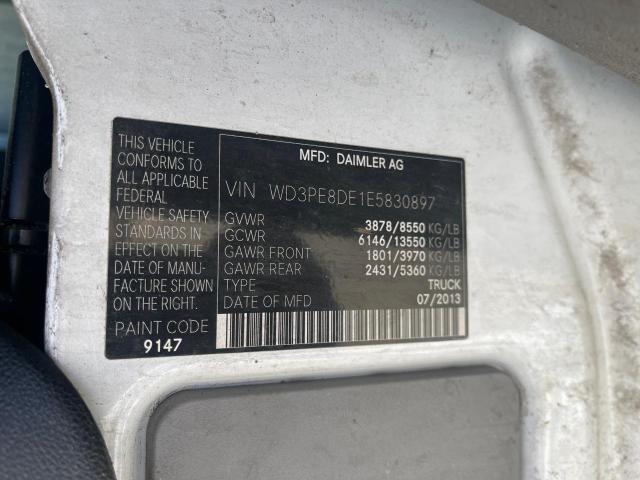 THIS VEHICLE
CONFORMS TO
ALL APPLICABLE
FEDERAL
VEHICLE SAFETY
STANDARDS IN
EFFECT ON THE
DATE OF MANU-
FACTURE SHOWN
ON THE RIGHT.
PAINT CODE
9147
MFD: DAIMLER AG
VIN WD3PE8DE1E5830897
GVWR 3878/8550 KG/LB
GCWR 6146/13550 KG/LB
GAWR FRONT 1801/3970 KG/LB
GAWR REAR 2431/5360 KG/LB
TYPE TRUCK
DATE OF MFD 07/2013